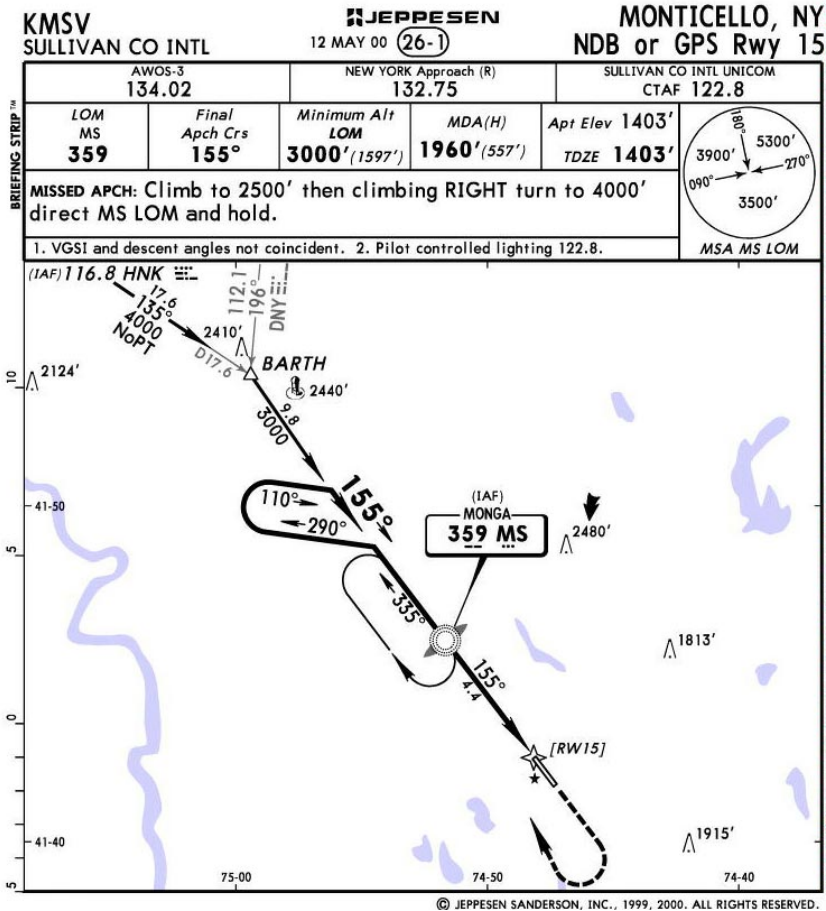 KMSV
SULLIVAN CO INTL
JEPPESEN
12 MAY 00 26-1
MONTICELLO, NY
NDB or GPS Rwy 15
BRIEFING STRIP™
AWOS-3
134.02
NEW YORK Approach (R)
132.75
SULLIVAN CO INTL UNICOM
CTAF 122.8
LOM
MS
359
Final
Apch Crs
155°
Minimum Alt
LOM
3000' (1597')
MDA(H)
1960' (557')
Apt Elev 1403'
TDZE 1403'
MISSED APCH: Climb to 2500' then climbing RIGHT turn to 4000'
direct MS LOM and hold.
1. VGSI and descent angles not coincident. 2. Pilot controlled lighting 122.8.
180°
5300'
3900'
270°
090°
3500'
MSA MS LOM
(IAF) 116.8 HNK
17.6
135°
4000
NoPT
112.1
196°
DNY
2410'
D17.6
BARTH
2124'
2440'
9.8
3000
10
155°
110°
290°
(IAF)
MONGA
359 MS
2480'
41-50
5
335°
1813'
155°
4.4
0
[RW15]
1915'
41-40
75-00
74-50
74-40
5
© JEPPESEN SANDERSON, INC., 1999, 2000. ALL RIGHTS RESERVED.